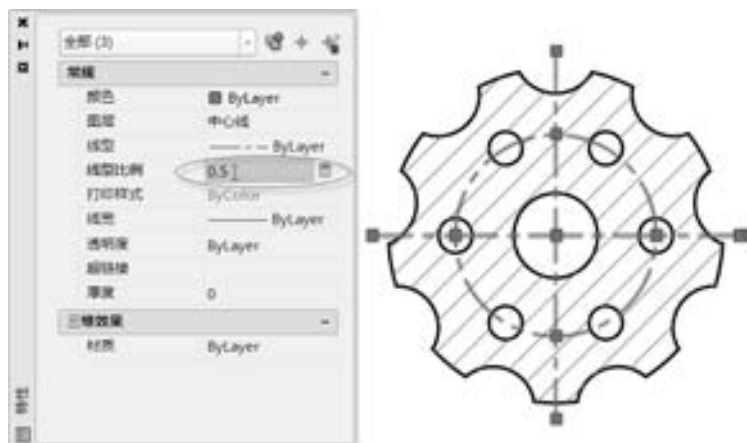 全部 (3)
常规
颜色 ByLayer
图层 中心线
线型 ByLayer
线型比例 0.5
打印样式 ByColor
线宽 ByLayer
透明度 ByLayer
超链接
厚度 0
三维效果
材质 ByLayer
特性